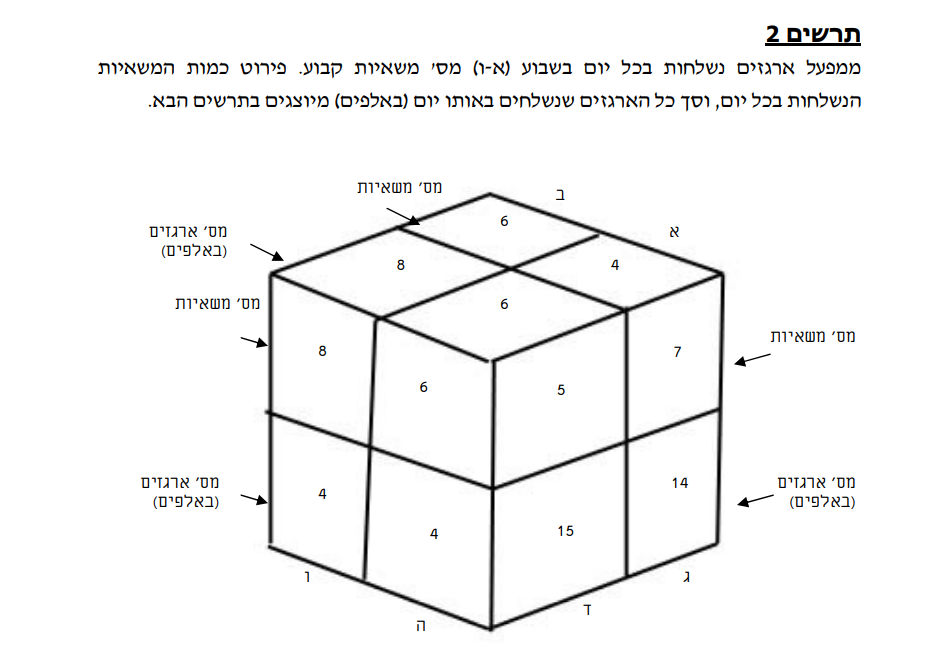 תרשים 2
ממפעל ארגזים נשלחות בכל יום בשבוע (א-ו) מס' משאיות קבוע. פירוט כמות המשאיות
הנשלחות בכל יום, וסך כל הארגזים שנשלחים באותו יום (באלפים) מיוצגים בתרשים הבא.
מס' משאיות
ב
6
מס' ארגזים
(באלפים)
א
8
4
מס' משאיות
6
מס' משאיות
8
7
6
5
מס' ארגזים
(באלפים)
4
14
מס' ארגזים
(באלפים)
4
15
ו
ג
ד
ה